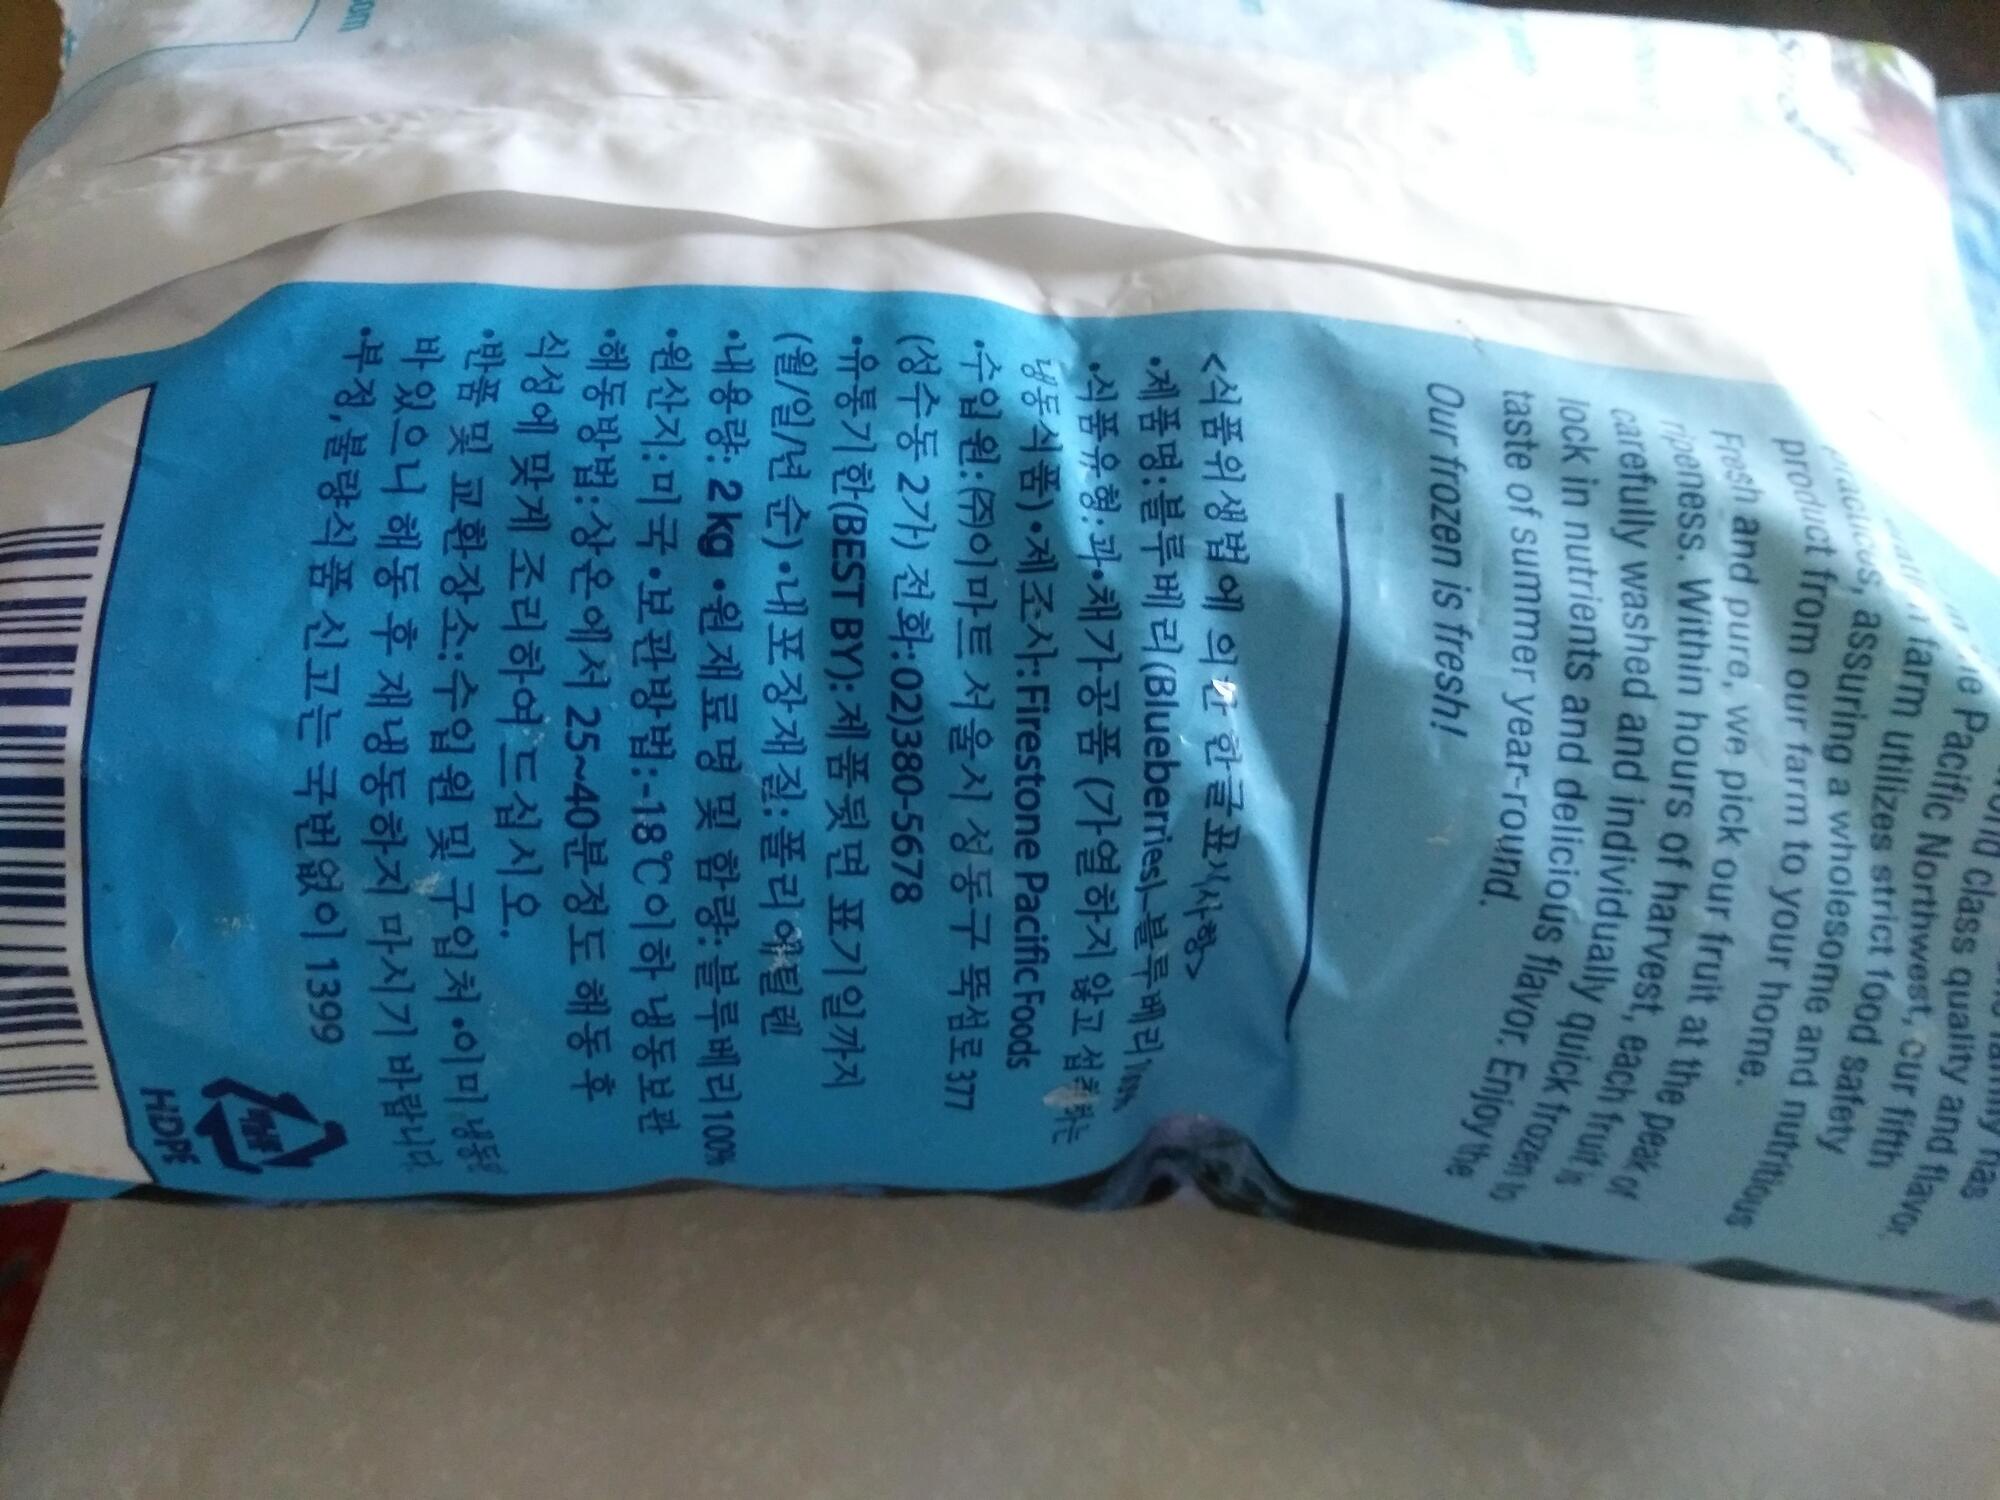 world class quality and flavor.
the Pacific Northwest, our fifth
farm utilizes strict food safety
assuring a wholesome and nutritious
product from our farm to your home.
Fresh and pure, we pick our fruit at the peak of
ripeness. Within hours of harvest, each fruit is
carefully washed and individually quick frozen to
lock in nutrients and delicious flavor. Enjoy the
taste of summer year-round.
Our frozen is fresh!
<식품위생법에 의한 한글표시사항>
•제품명:블루베리(Blueberries)-블루베리100%
•식품유형:과•채가공품 (가열하지 않고 섭취하는
냉동식품) •제조사:Firestone Pacific Foods
•수입원:(주)이마트 서울시 성동구 뚝섬로 377
(성수동 2가) 전화:02)380-5678
•유통기한(BEST BY):제품뒷면 표기일까지
(월/일/년 순) •내포장재질:폴리에틸렌
•내용량: 2 kg •원재료명 및 함량:블루베리100%
•원산지:미국 •보관방법:-18℃이하 냉동보관
•해동방법:상온에서 25~40분정도 해동 후
식성에 맞게 조리하여드십시오.
•반품 및 교환장소:수입원 및 구입처 •이미 냉동된
바 있으니 해동 후 재냉동하지 마시기 바랍니다
•부정,불량식품 신고는 국번없이 1399
HDPE